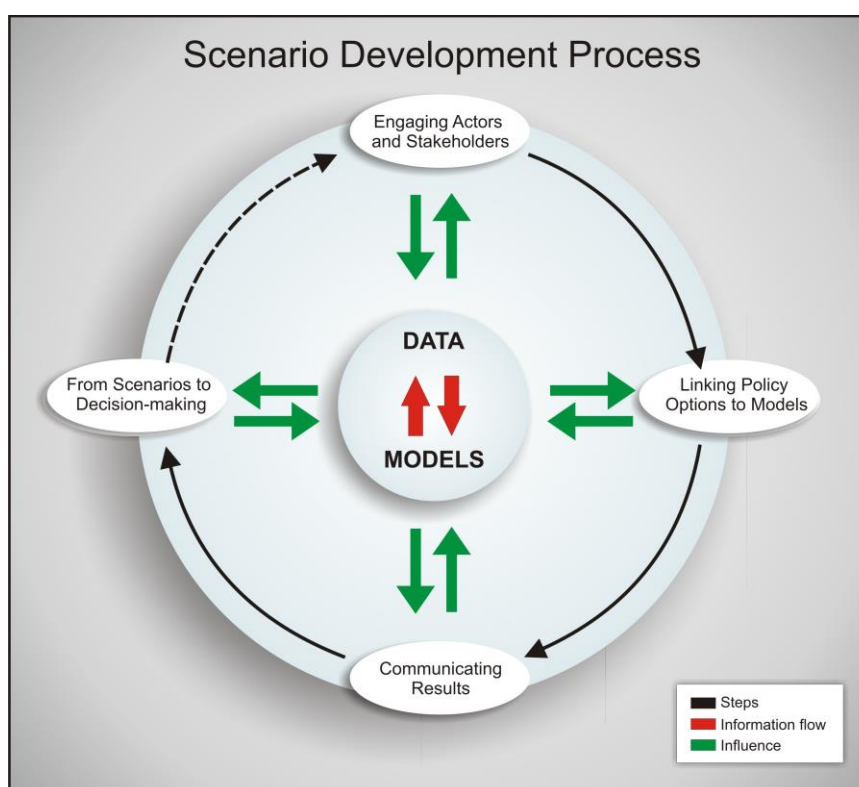 Scenario Development Process
Engaging Actors
and Stakeholders
DATA
MODELS
From Scenarios to
Decision-making
Linking Policy
Options to Models
Communicating
Results
Steps
Information flow
Influence